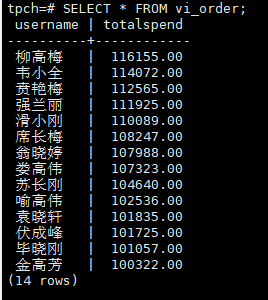 tpch=# SELECT * FROM vi_order;
username | totalspend
----------+------------
柳高梅 | 116155.00
韦小全 | 114072.00
贲艳梅 | 112565.00
强兰丽 | 111925.00
滑小刚 | 110089.00
席长梅 | 108247.00
翁晓婷 | 107988.00
娄高伟 | 107323.00
苏长刚 | 104640.00
喻高伟 | 102536.00
袁晓轩 | 101835.00
伏成峰 | 101725.00
毕晓刚 | 101057.00
金高芳 | 100322.00
(14 rows)